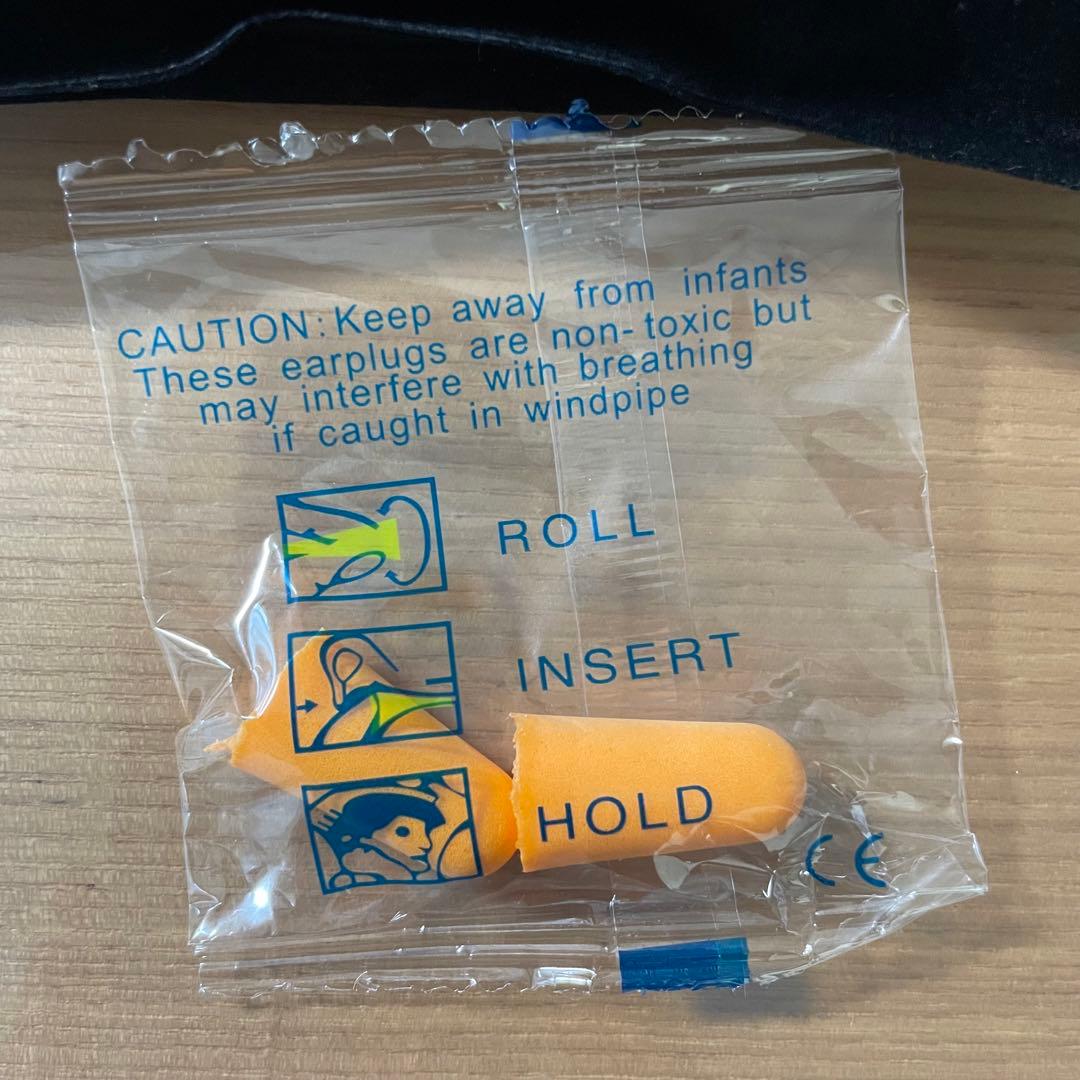 CAUTION:Keep away from infants
These earplugs are non-toxic but
may interfere with breathing
if caught in windpipe
ROLL
INSERT
HOLD
CE